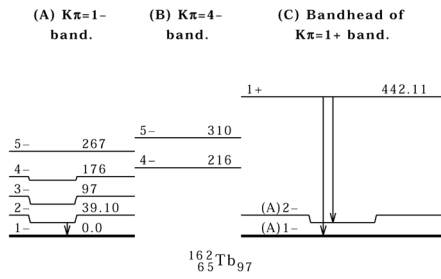 (A) Kπ=1− band.
(B) Kπ=4− band.
(C) Bandhead of Kπ=1+ band.
1+ 442.11
5− 310
5− 267
4− 216
4− 176
3− 97
2− 39.10
(A)2−
1− 0.0
(A)1−
162 65 Tb 97